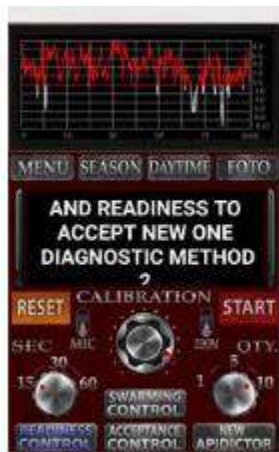 MENU SEASON DAYTIME FOTO
AND READINESS TO
ACCEPT NEW ONE
DIAGNOSTIC METHOD
?
RESET CALIBRATION START
SEC MIC QTY.
15 30 60 1 5 10
SWARMING
CONTROL
READINESS ACCEPTANCE NEW
CONTROL CONTROL APIDICTOR